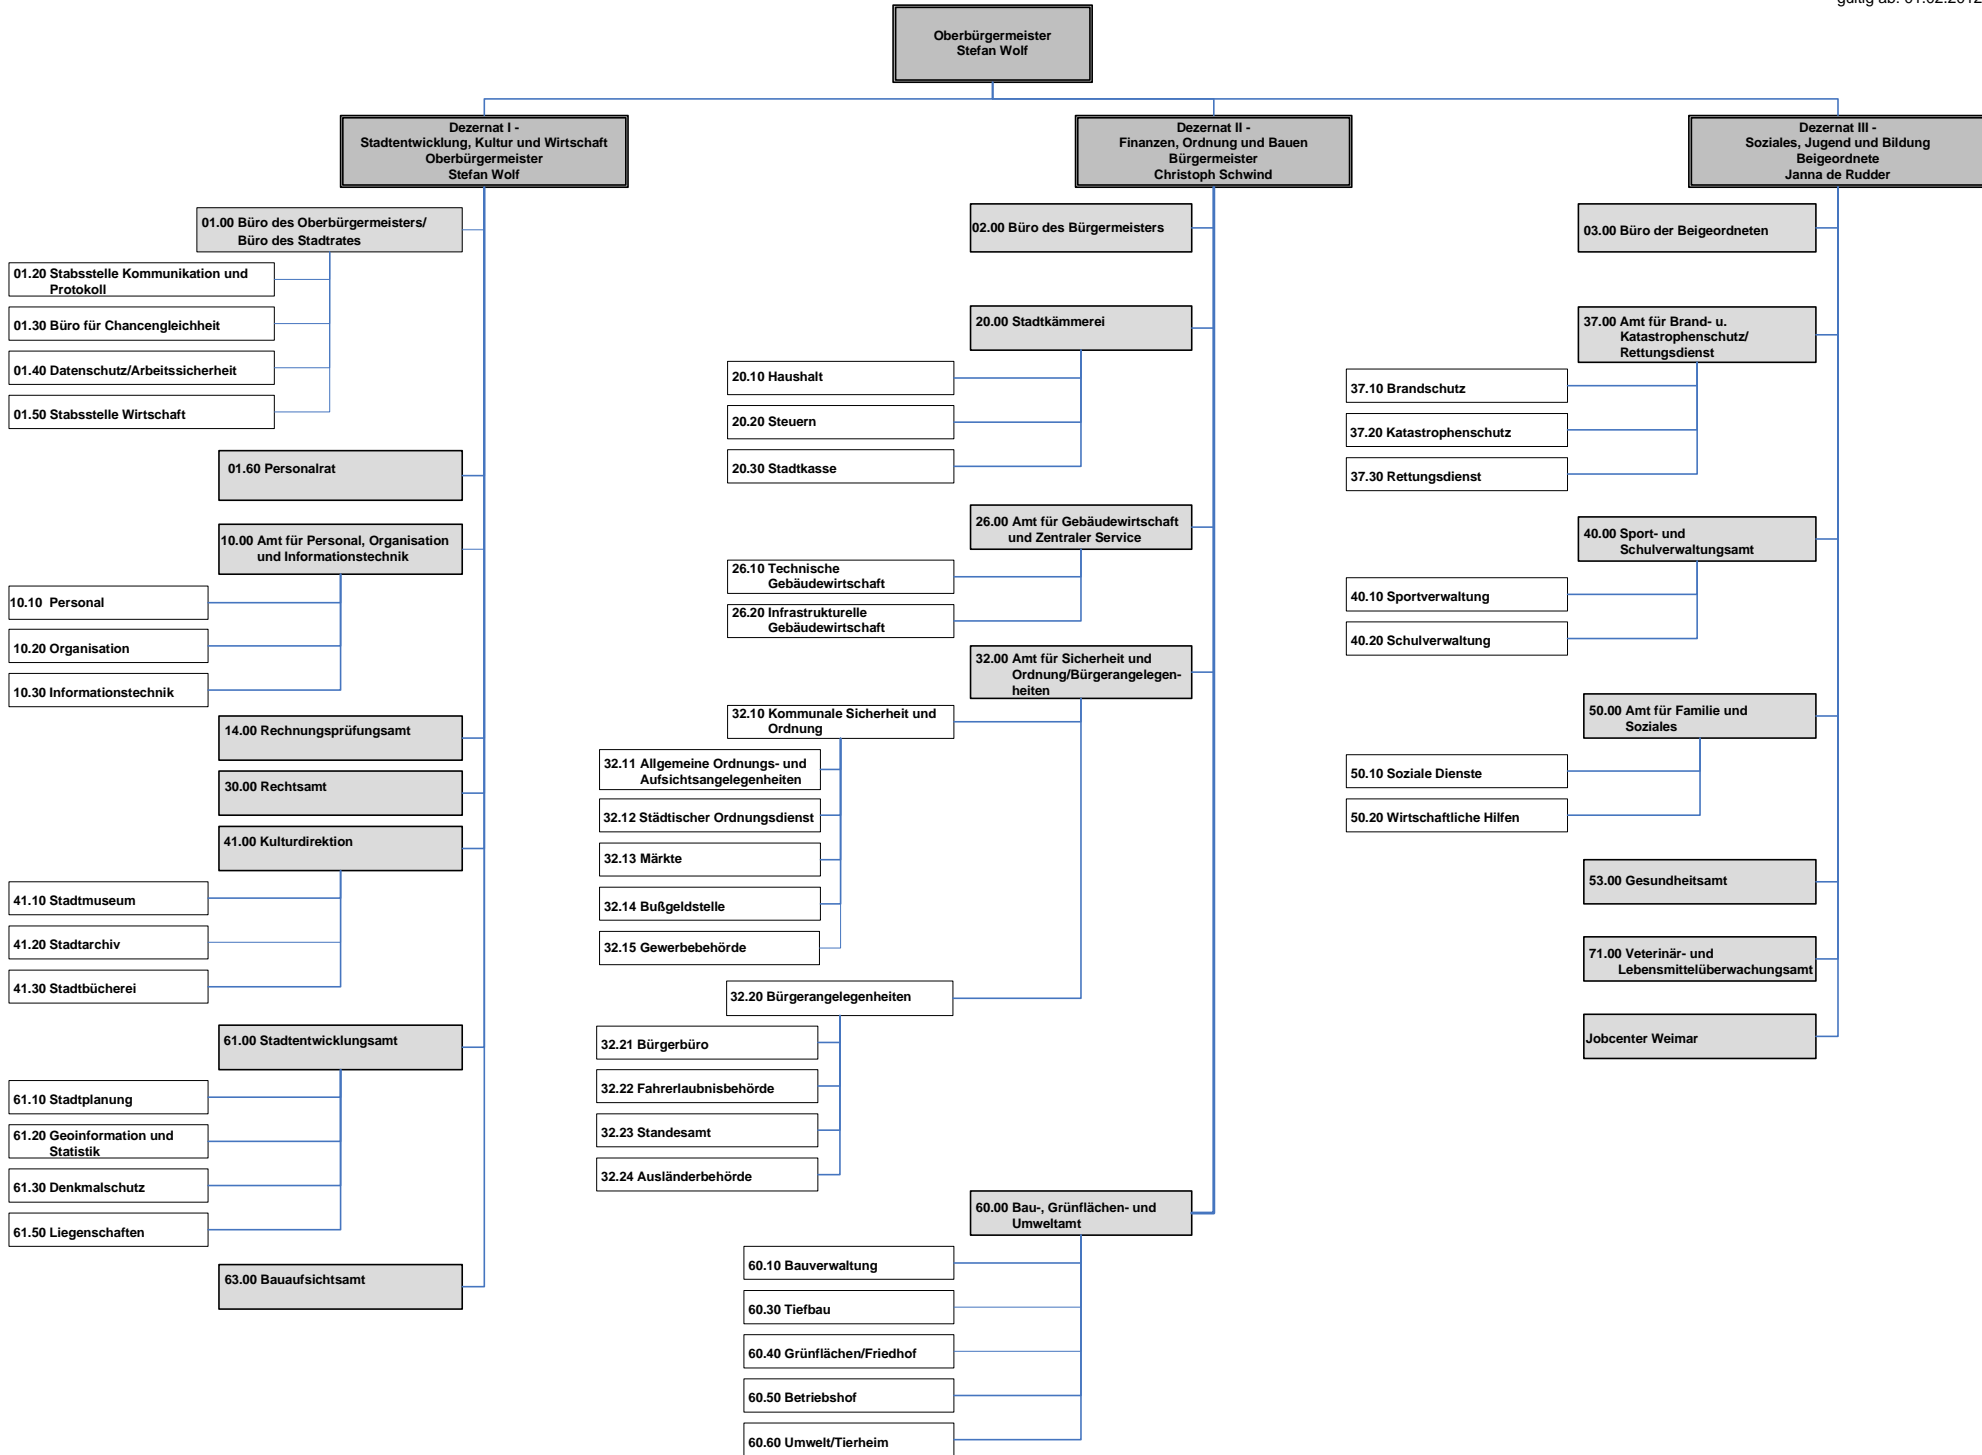 gültig ab: 01.02.2012
Oberbürgermeister
Stefan Wolf
Dezernat I -
Stadtentwicklung, Kultur und Wirtschaft
Oberbürgermeister
Stefan Wolf
01.00 Büro des Oberbürgermeisters/
Büro des Stadtrates
01.20 Stabsstelle Kommunikation und
Protokoll
01.30 Büro für Chancengleichheit
01.40 Datenschutz/Arbeitssicherheit
01.50 Stabsstelle Wirtschaft
01.60 Personalrat
10.00 Amt für Personal, Organisation
und Informationstechnik
10.10 Personal
10.20 Organisation
10.30 Informationstechnik
14.00 Rechnungsprüfungsamt
30.00 Rechtsamt
41.00 Kulturdirektion
41.10 Stadtmuseum
41.20 Stadtarchiv
41.30 Stadtbücherei
61.00 Stadtentwicklungsamt
61.10 Stadtplanung
61.20 Geoinformation und
Statistik
61.30 Denkmalschutz
61.50 Liegenschaften
63.00 Bauaufsichtsamt
Dezernat II -
Finanzen, Ordnung und Bauen
Bürgermeister
Christoph Schwind
02.00 Büro des Bürgermeisters
20.00 Stadtkämmerei
20.10 Haushalt
20.20 Steuern
20.30 Stadtkasse
26.00 Amt für Gebäudewirtschaft
und Zentraler Service
26.10 Technische
Gebäudewirtschaft
26.20 Infrastrukturelle
Gebäudewirtschaft
32.00 Amt für Sicherheit und
Ordnung/Bürgerangelegen-
heiten
32.10 Kommunale Sicherheit und
Ordnung
32.11 Allgemeine Ordnungs- und
Aufsichtsangelegenheiten
32.12 Städtischer Ordnungsdienst
32.13 Märkte
32.14 Bußgeldstelle
32.15 Gewerbebehörde
32.20 Bürgerangelegenheiten
32.21 Bürgerbüro
32.22 Fahrerlaubnisbehörde
32.23 Standesamt
32.24 Ausländerbehörde
60.00 Bau-, Grünflächen- und
Umweltamt
60.10 Bauverwaltung
60.30 Tiefbau
60.40 Grünflächen/Friedhof
60.50 Betriebshof
60.60 Umwelt/Tierheim
Dezernat III -
Soziales, Jugend und Bildung
Beigeordnete
Janna de Rudder
03.00 Büro der Beigeordneten
37.00 Amt für Brand- u.
Katastrophenschutz/
Rettungsdienst
37.10 Brandschutz
37.20 Katastrophenschutz
37.30 Rettungsdienst
40.00 Sport- und
Schulverwaltungsamt
40.10 Sportverwaltung
40.20 Schulverwaltung
50.00 Amt für Familie und
Soziales
50.10 Soziale Dienste
50.20 Wirtschaftliche Hilfen
53.00 Gesundheitsamt
71.00 Veterinär- und
Lebensmittelüberwachungsamt
Jobcenter Weimar